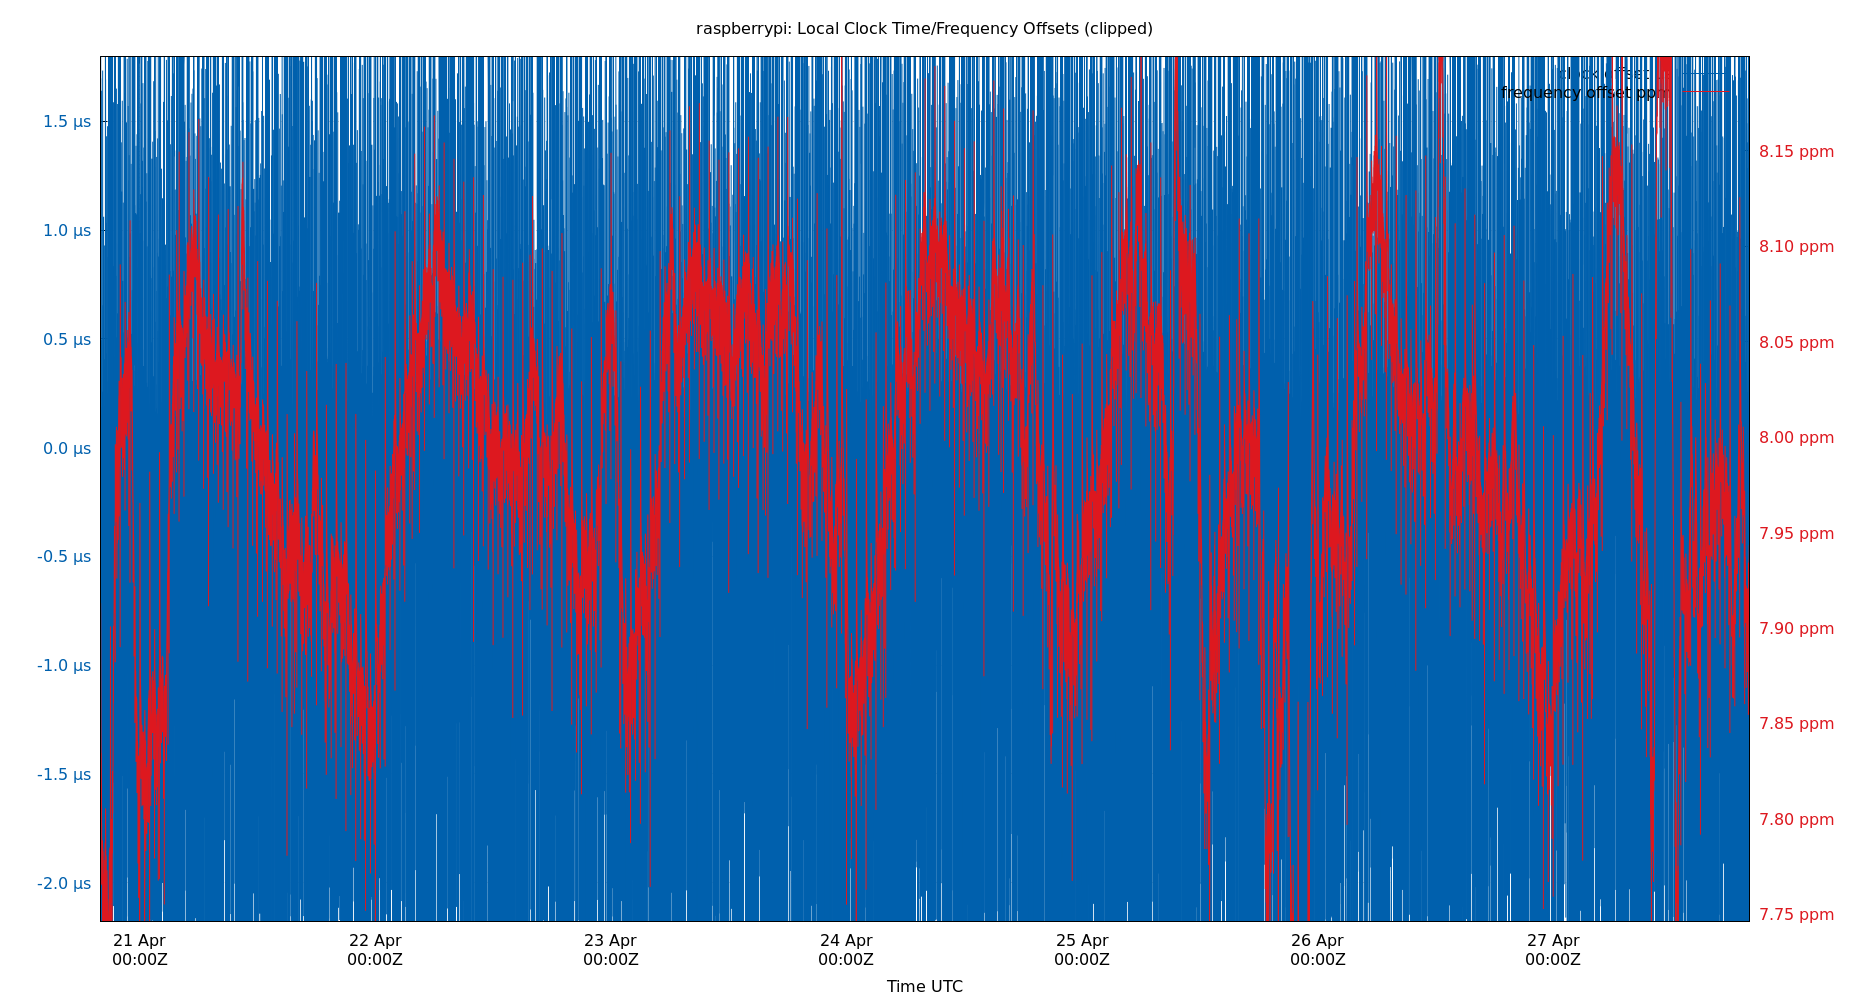 raspberrypi: Local Clock Time/Frequency Offsets (clipped)
clock offset
frequency offset ppm
1.5 µs
1.0 µs
0.5 µs
0.0 µs
-0.5 µs
-1.0 µs
-1.5 µs
-2.0 µs
8.15 ppm
8.10 ppm
8.05 ppm
8.00 ppm
7.95 ppm
7.90 ppm
7.85 ppm
7.80 ppm
7.75 ppm
21 Apr
00:00Z
22 Apr
00:00Z
23 Apr
00:00Z
24 Apr
00:00Z
25 Apr
00:00Z
26 Apr
00:00Z
27 Apr
00:00Z
Time UTC